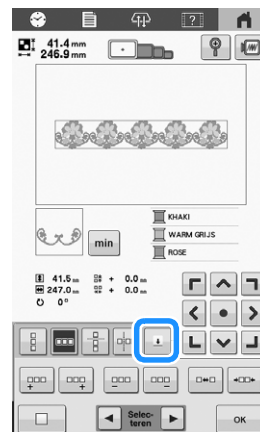 ?
41.4 mm
246.9 mm
KHAKI
WARM GRIJS
ROSE
min
41.5 mm + 0.0 mm
247.0 mm + 0.0 mm
0°
Selec-
teren
OK